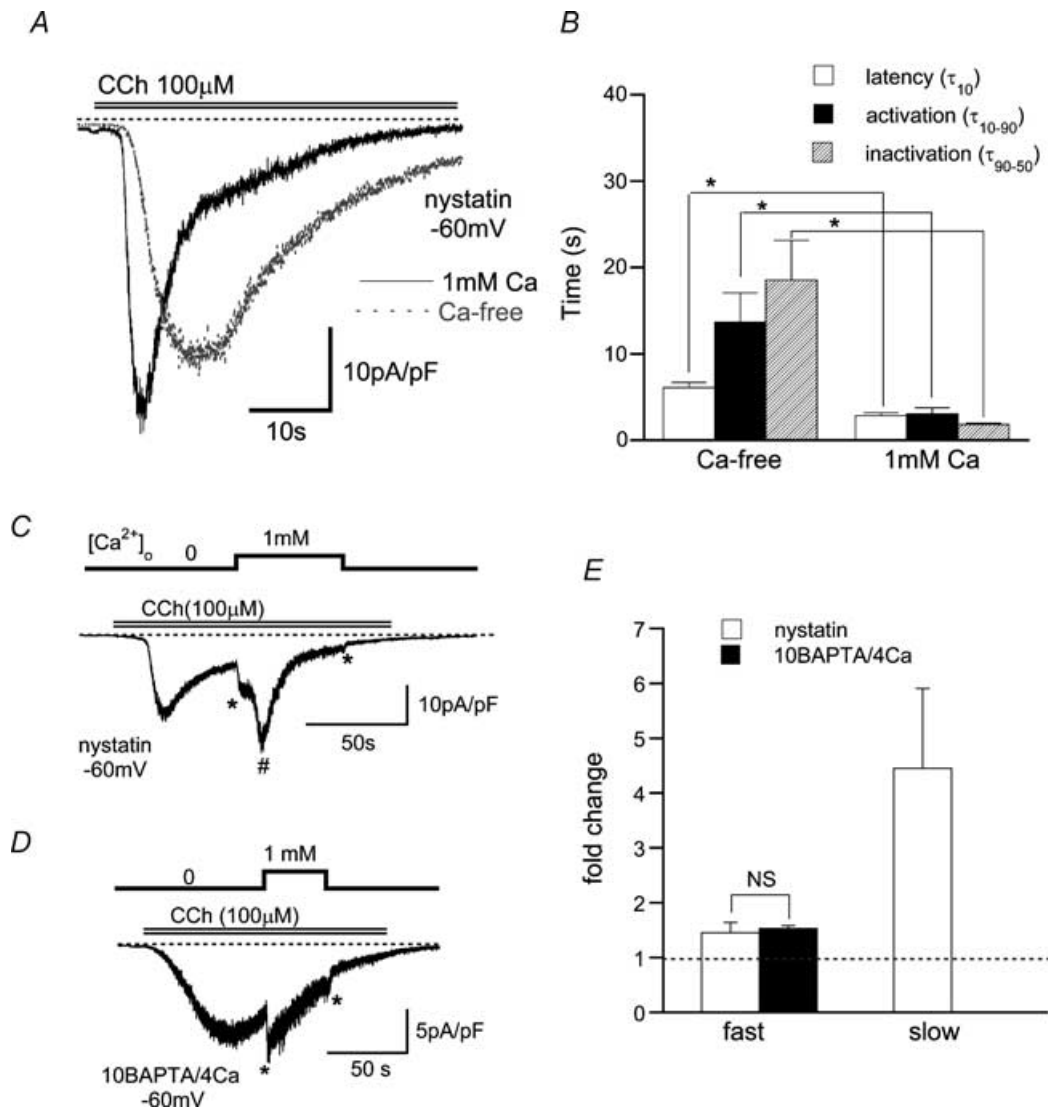 A
CCh 100μM
nystatin
-60mV
1mM Ca
Ca-free
10pA/pF
10s
B
latency (τ10)
activation (τ10-90)
inactivation (τ90-50)
40
30
20
10
0
Time (s)
* * *
Ca-free 1mM Ca
C
[Ca2+]o 0 1mM
CCh(100μM)
* *
10pA/pF
50s
nystatin
-60mV
#
D
0 1 mM
CCh (100μM)
*
*
5pA/pF
50 s
10BAPTA/4Ca
-60mV
E
nystatin
10BAPTA/4Ca
7
6
5
4
3
2
1
0
fold change
NS
fast slow